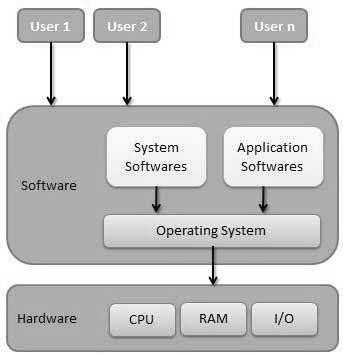 User 1
User 2
User n
System
Softwares
Application
Softwares
Software
Operating System
Hardware
CPU
RAM
I/O